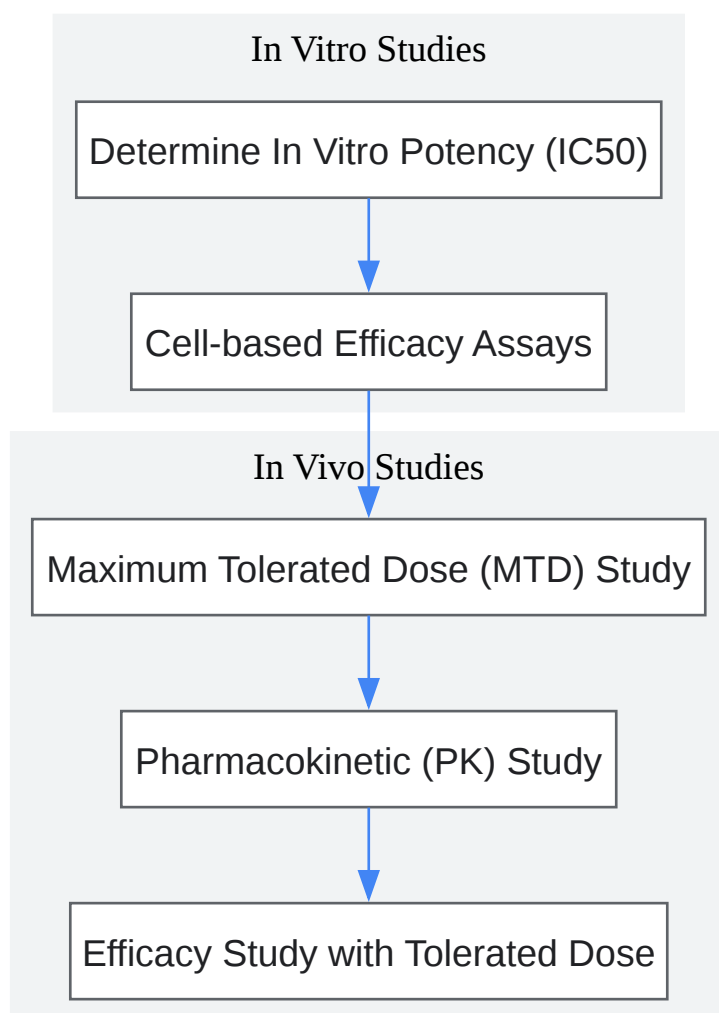 In Vitro Studies
Determine In Vitro Potency (IC50)
Cell-based Efficacy Assays
In Vivo Studies
Maximum Tolerated Dose (MTD) Study
Pharmacokinetic (PK) Study
Efficacy Study with Tolerated Dose